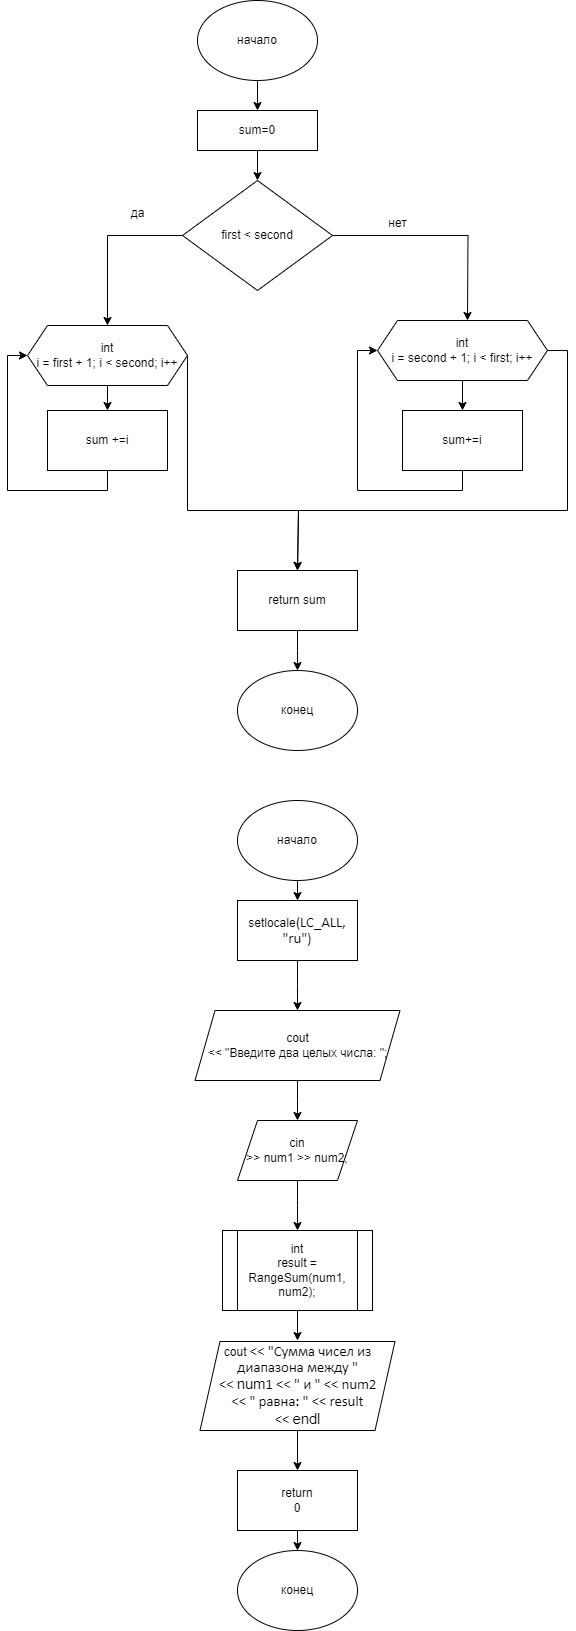 начало
sum=0
first < second
да
нет
int
i = first + 1; i < second; i++
sum +=i
int
i = second + 1; i < first; i++
sum+=i
return sum
конец
начало
setlocale(LC_ALL,
"ru")
cout
<< "Введите два целых числа: ";
cin
>> num1 >> num2;
int
result =
RangeSum(num1,
num2);
cout << "Сумма чисел из
диапазона между "
<< num1 << " и " << num2
<< " равна: " << result
<< endl
return
0
конец